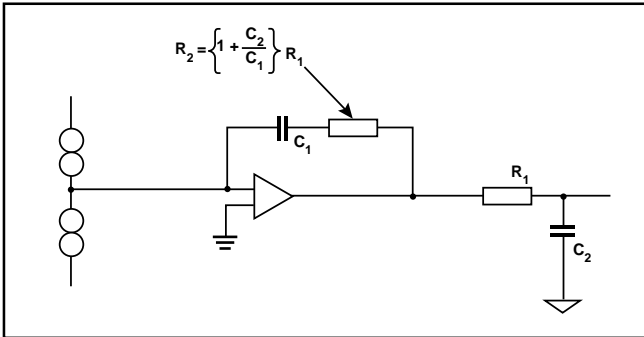 R2 = {1 + C2/C1} R1
C1
R1
C2